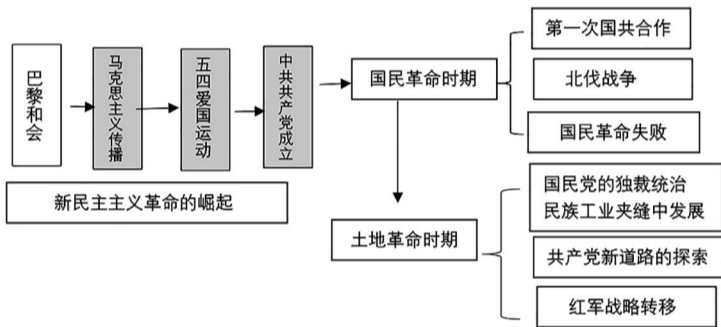 巴黎和会
马克思主义传播
五四爱国运动
中共共产党成立
新民主主义革命的崛起
国民革命时期
第一次国共合作
北伐战争
国民革命失败
土地革命时期
国民党的独裁统治
民族工业夹缝中发展
共产党新道路的探索
红军战略转移